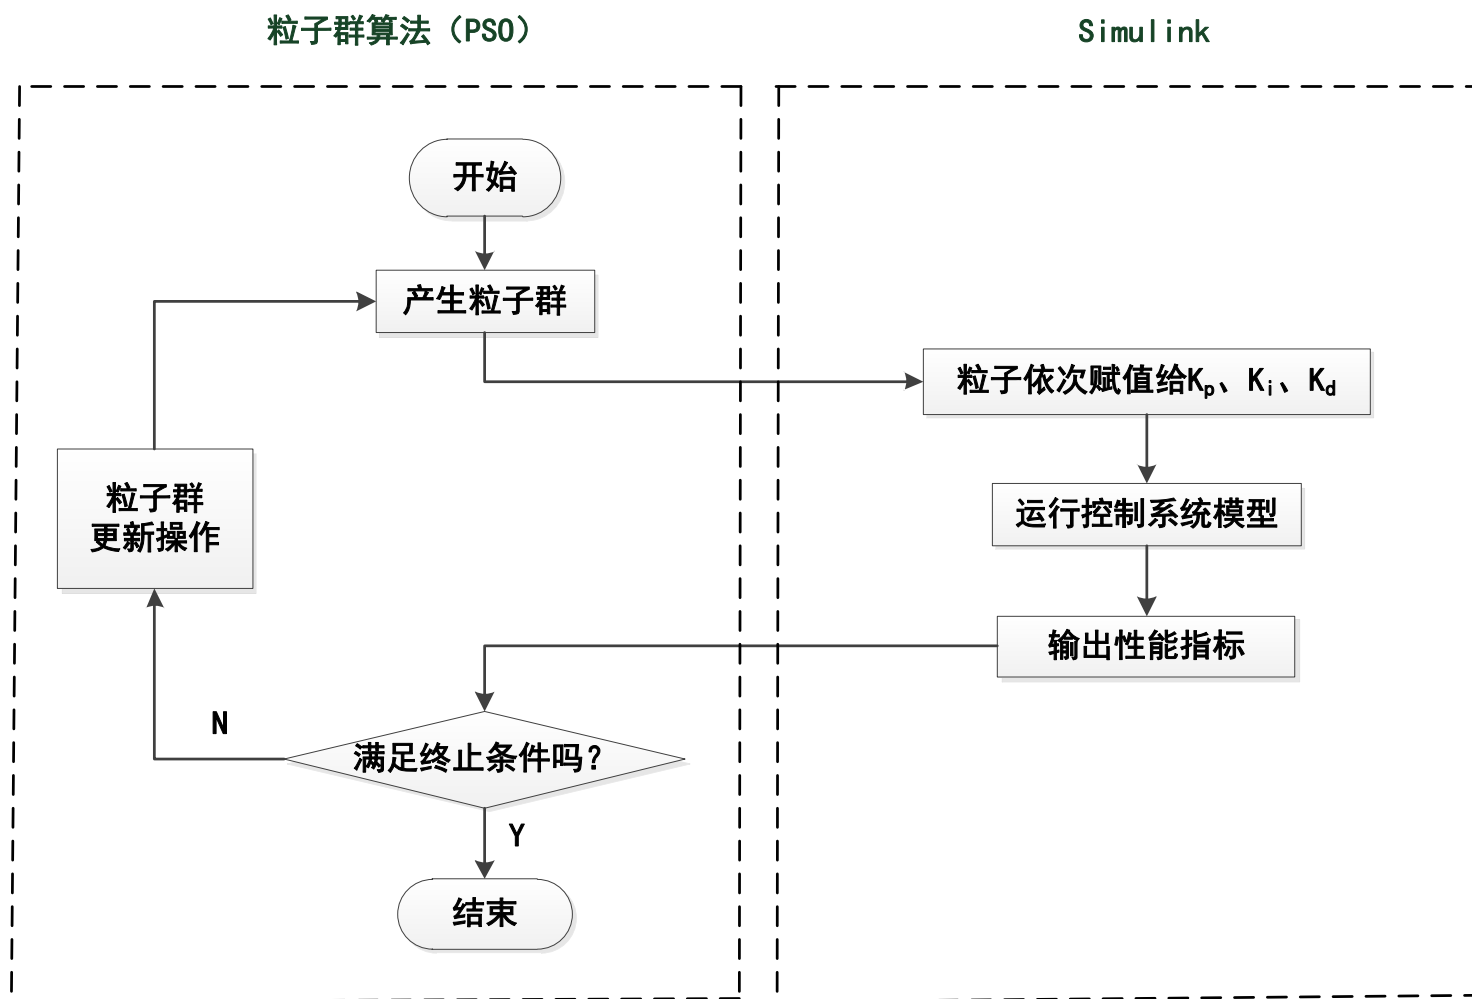 粒子群算法（PSO）
Simulink
开始
产生粒子群
粒子依次赋值给Kp、Ki、Kd
粒子群
更新操作
运行控制系统模型
输出性能指标
N
满足终止条件吗?
Y
结束